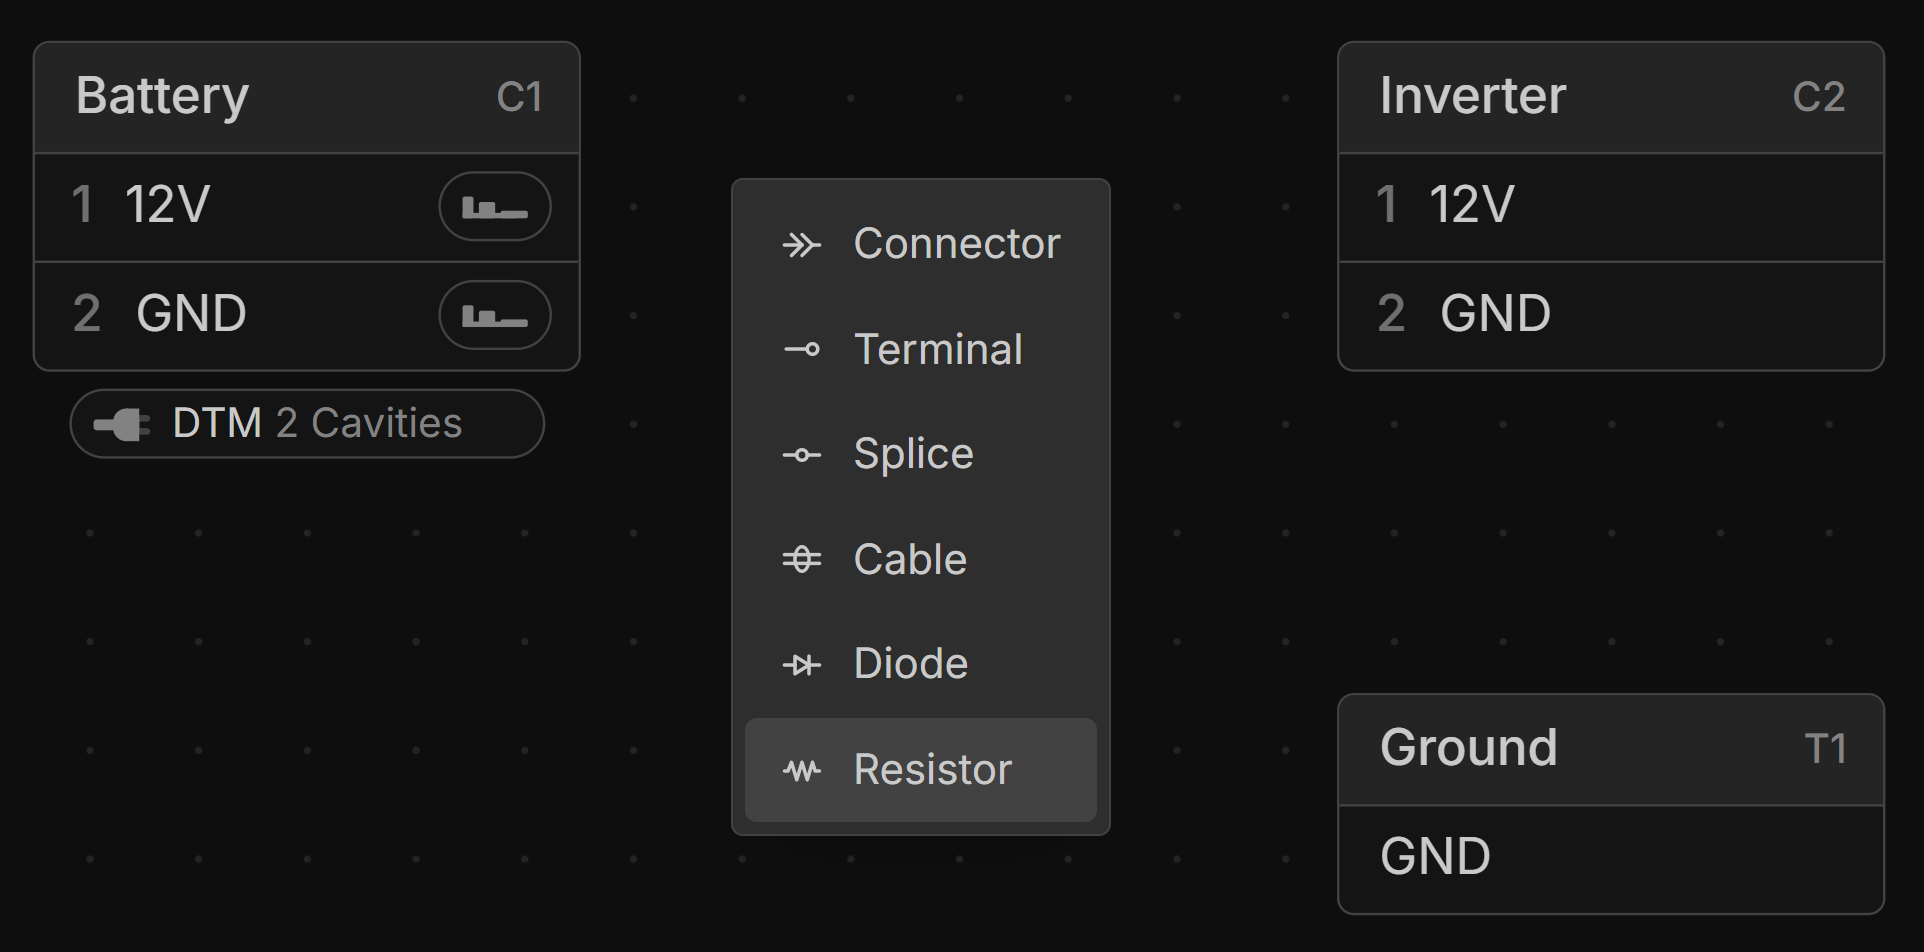 Battery C1
1 12V
2 GND
DTM 2 Cavities
Connector
Terminal
Splice
Cable
Diode
Resistor
Inverter C2
1 12V
2 GND
Ground T1
GND